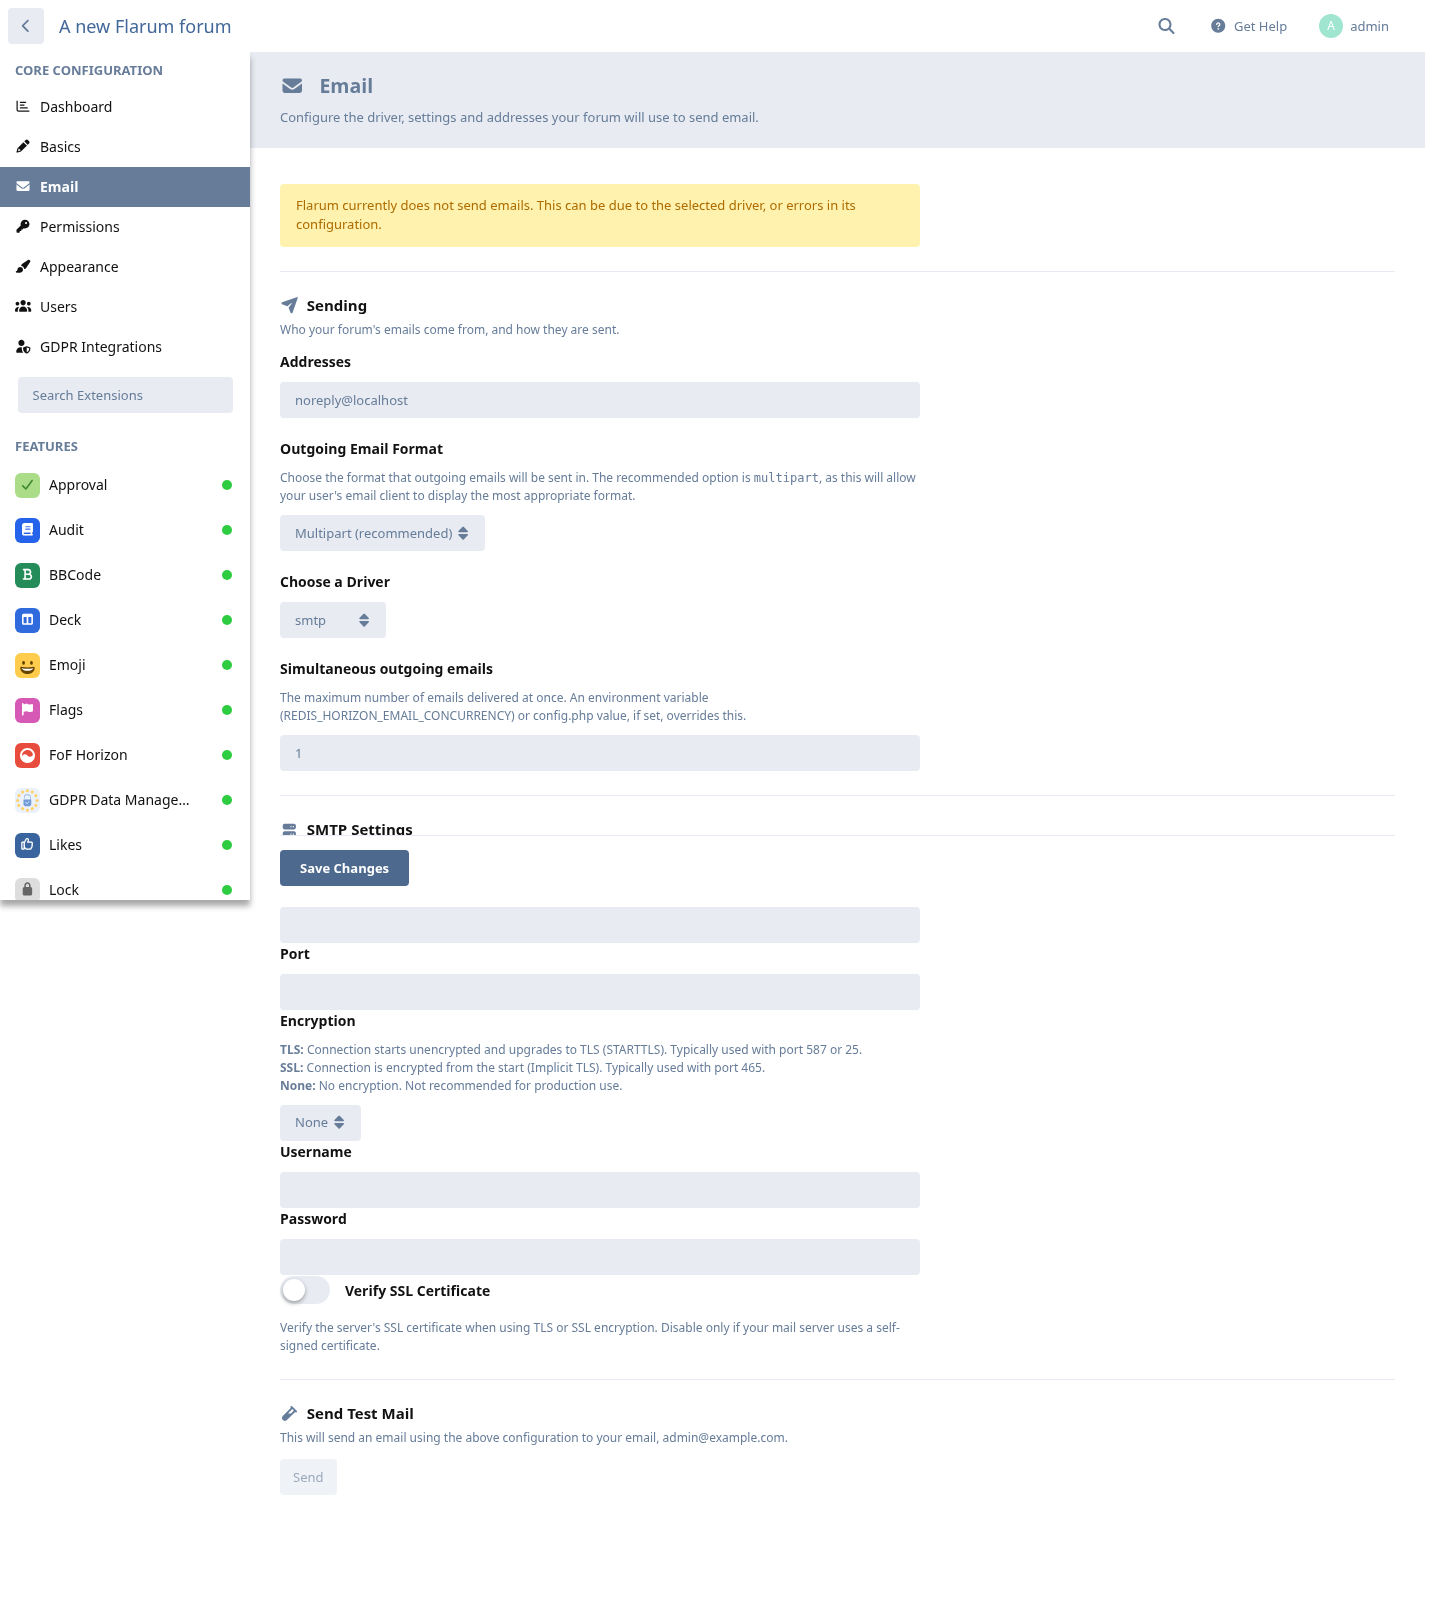 A new Flarum forum
Get Help
A
admin
CORE CONFIGURATION
Dashboard
Basics
Email
Permissions
Appearance
Users
GDPR Integrations
Search Extensions
FEATURES
Approval
Audit
BBCode
Deck
Emoji
Flags
FoF Horizon
GDPR Data Manage...
Likes
Lock
Email
Configure the driver, settings and addresses your forum will use to send email.
Flarum currently does not send emails. This can be due to the selected driver, or errors in its
configuration.
Sending
Who your forum's emails come from, and how they are sent.
Addresses
noreply@localhost
Outgoing Email Format
Choose the format that outgoing emails will be sent in. The recommended option is multipart, as this will allow
your user's email client to display the most appropriate format.
Multipart (recommended)
Choose a Driver
smtp
Simultaneous outgoing emails
The maximum number of emails delivered at once. An environment variable
(REDIS_HORIZON_EMAIL_CONCURRENCY) or config.php value, if set, overrides this.
1
SMTP Settings
Save Changes
Port
Encryption
TLS: Connection starts unencrypted and upgrades to TLS (STARTTLS). Typically used with port 587 or 25.
SSL: Connection is encrypted from the start (Implicit TLS). Typically used with port 465.
None: No encryption. Not recommended for production use.
None
Username
Password
Verify SSL Certificate
Verify the server's SSL certificate when using TLS or SSL encryption. Disable only if your mail server uses a self-
signed certificate.
Send Test Mail
This will send an email using the above configuration to your email, admin@example.com.
Send